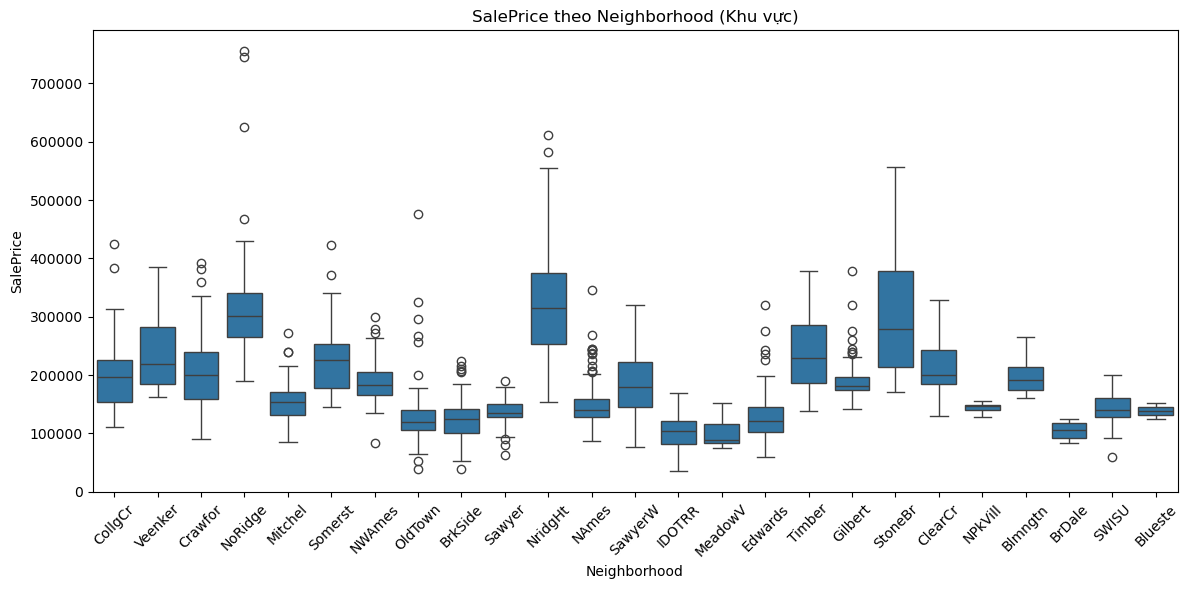 SalePrice theo Neighborhood (Khu vực)
SalePrice
700000
600000
500000
400000
300000
200000
100000
0
CollgCr
Veenker
Crawfor
NoRidge
Mitchel
Somerst
NWAmes
OldTown
BrkSide
Sawyer
NridgHt
NAmes
SawyerW
IDOTRR
MeadowV
Edwards
Timber
Gilbert
StoneBr
ClearCr
NPkVill
Blmngtn
BrDale
SWISU
Blueste
Neighborhood